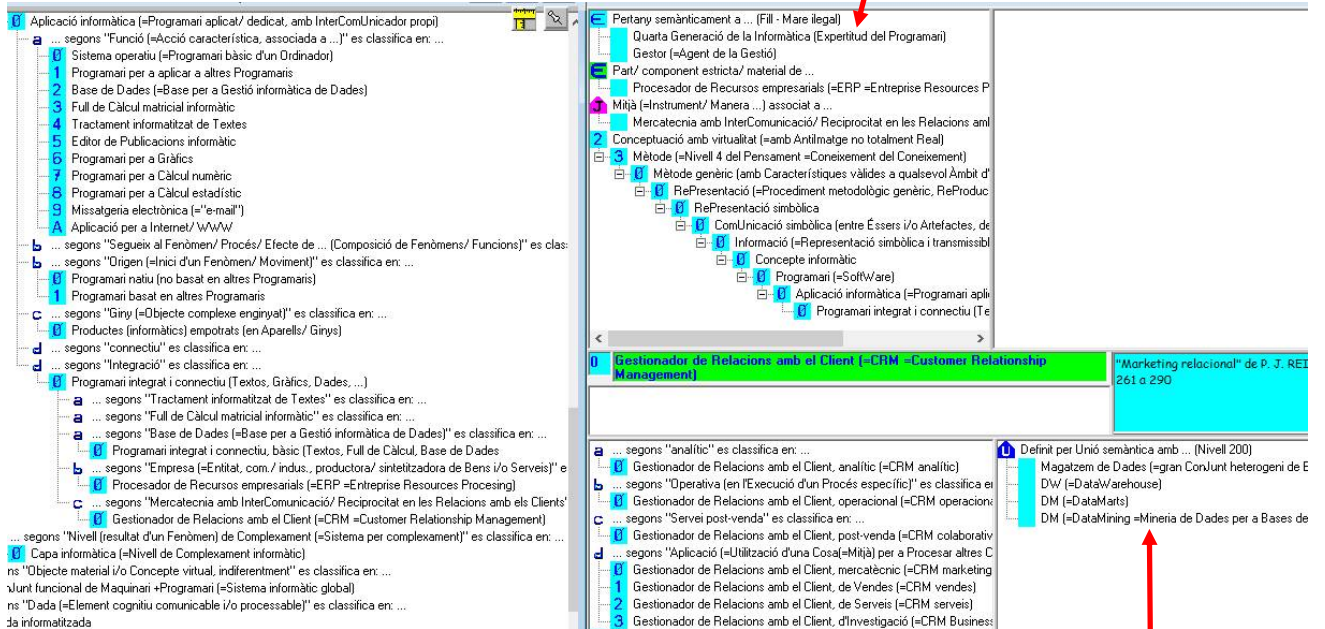 0 Aplicació informàtica (=Programari aplicat/ dedicat, amb InterComUnicador propi)
a ... segons "Funció (=Acció característica, associada a ...)" es classifica en: ...
0 Sistema operatiu (=Programari bàsic d'un Ordinador)
1 Programari per a aplicar a altres Programaris
2 Base de Dades (=Base per a Gestió informàtica de Dades)
3 Full de Càlcul matricial informàtic
4 Tractament informatitzat de Textes
5 Editor de Publicacions informàtic
6 Programari per a Gràfics
7 Programari per a Càlcul numèric
8 Programari per a Càlcul estadístic
9 Missatgeria electrònica (="e-mail")
A Aplicació per a Internet/ WWW
b ... segons "Segueix al Fenòmen/ Procés/ Efecte de ... (Composició de Fenòmens/ Funcions)" es clas
b ... segons "Origen (=Inici d'un Fenòmen/ Moviment)" es classifica en: ...
0 Programari natiu (no basat en altres Programaris)
1 Programari basat en altres Programaris
c ... segons "Giny (=Objecte complexe enginyat)" es classifica en: ...
0 Productes (informàtics) empotrats (en Aparells/ Ginys)
d ... segons "connectiu" es classifica en: ...
d ... segons "Integració" es classifica en: ...
0 Programari integrat i connectiu (Textos, Gràfics, Dades, ...)
a ... segons "Tractament informatitzat de Textes" es classifica en: ...
a ... segons "Full de Càlcul matricial informàtic" es classifica en: ...
a ... segons "Base de Dades (=Base per a Gestió informàtica de Dades)" es classifica en: ...
0 Programari integrat i connectiu, bàsic (Textos, Full de Càlcul, Base de Dades
b ... segons "Empresa (=Entitat, com./ indus., productora/ sintetitzadora de Bens i/o Serveis)" e
0 Procesador de Recursos empresarials (=ERP =Entreprise Resources Procesing)
c ... segons "Mercatecnia amb InterComunicació/ Reciprocitat en les Relacions amb els Clients"
0 Gestionador de Relacions amb el Client (=CRM =Customer Relationship Management)
... segons "Nivell (resultat d'un Fenòmen) de Complexament (=Sistema per complexament)" es classifica en: ...
0 Capa informàtica (=Nivell de Complexament informàtic)
ns "Objecte material i/o Concepte virtual, indiferentment" es classifica en: ...
Junt funcional de Maquinari +Programari (=Sistema informàtic global)
ns "Dada (=Element cognitiu comunicable i/o processable)" es classifica en: ...
da informatitzada
Pertany semànticament a ... (Fill - Mare ilegal)
Quarta Generació de la Informàtica (Expertitud del Programari)
Gestor (=Agent de la Gestió)
Part/ component estricta/ material de ...
Procesador de Recursos empresarials (=ERP =Entreprise Resources P
Mitjà (=Instrument/ Manera ...) associat a ...
Mercatecnia amb InterComunicació/ Reciprocitat en les Relacions aml
2 Conceptuació amb virtualitat (=amb AntiImatge no totalment Real)
3 Mètode (=Nivell 4 del Pensament =Coneixement del Coneixement)
0 Mètode genèric (amb Característiques vàlides a qualsevol Àmbit d'
0 RePresentació (=Procediment metodològic genèric, ReProduc
0 RePresentació simbòlica
0 ComUnicació simbòlica (entre Éssers i/o Artefactes, de
0 Informació (=Representació simbòlica i transmissibl
0 Concepte informàtic
0 Programari (=SoftWare)
0 Aplicació informàtica (=Programari apli
0 Programari integrat i connectiu (Te
0 Gestionador de Relacions amb el Client (=CRM =Customer Relationship
Management)
"Marketing relacional" de P. J. REI
261 a 290
a ... segons "analític" es classifica en: ...
0 Gestionador de Relacions amb el Client, analític (=CRM analític)
b ... segons "Operativa (en l'Execució d'un Procés específic)" es classifica e
0 Gestionador de Relacions amb el Client, operacional (=CRM operaciona
c ... segons "Servei post-venda" es classifica en: ...
0 Gestionador de Relacions amb el Client, post-venda (=CRM colaborativ
d ... segons "Aplicació (=Utilització d'una Cosa(=Mitjà) per a Procesar altres C
0 Gestionador de Relacions amb el Client, mercatècnic (=CRM marketing
1 Gestionador de Relacions amb el Client, de Vendes (=CRM vendes)
2 Gestionador de Relacions amb el Client, de Serveis (=CRM serveis)
3 Gestionador de Relacions amb el Client, d'Investigació (=CRM Business
Definit per Unió semàntica amb ... (Nivell 200)
Magatzem de Dades (=gran ConJunt heterogeni de B
DW (=DataWarehouse)
DM (=DataMarts)
DM (=DataMining =Mineria de Dades per a Bases de